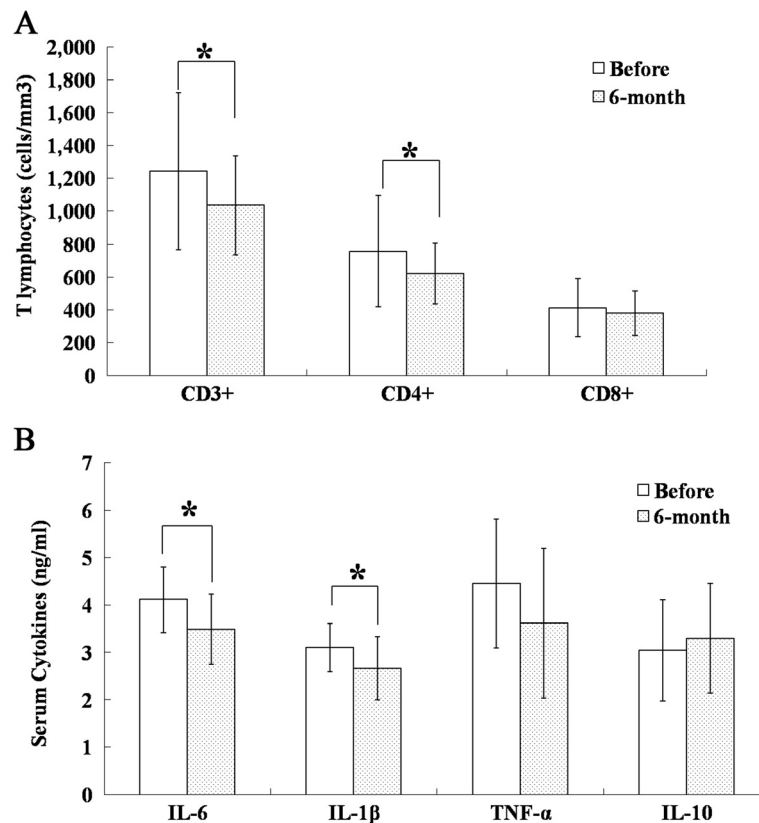 A
T lymphocytes (cells/mm3)
2,000
1,800
1,600
1,400
1,200
1,000
800
600
400
200
0
*
*
Before
6-month
CD3+ CD4+ CD8+
B
Serum Cytokines (ng/ml)
7
6
5
4
3
2
1
0
*
*
Before
6-month
IL-6 IL-1β TNF-α IL-10